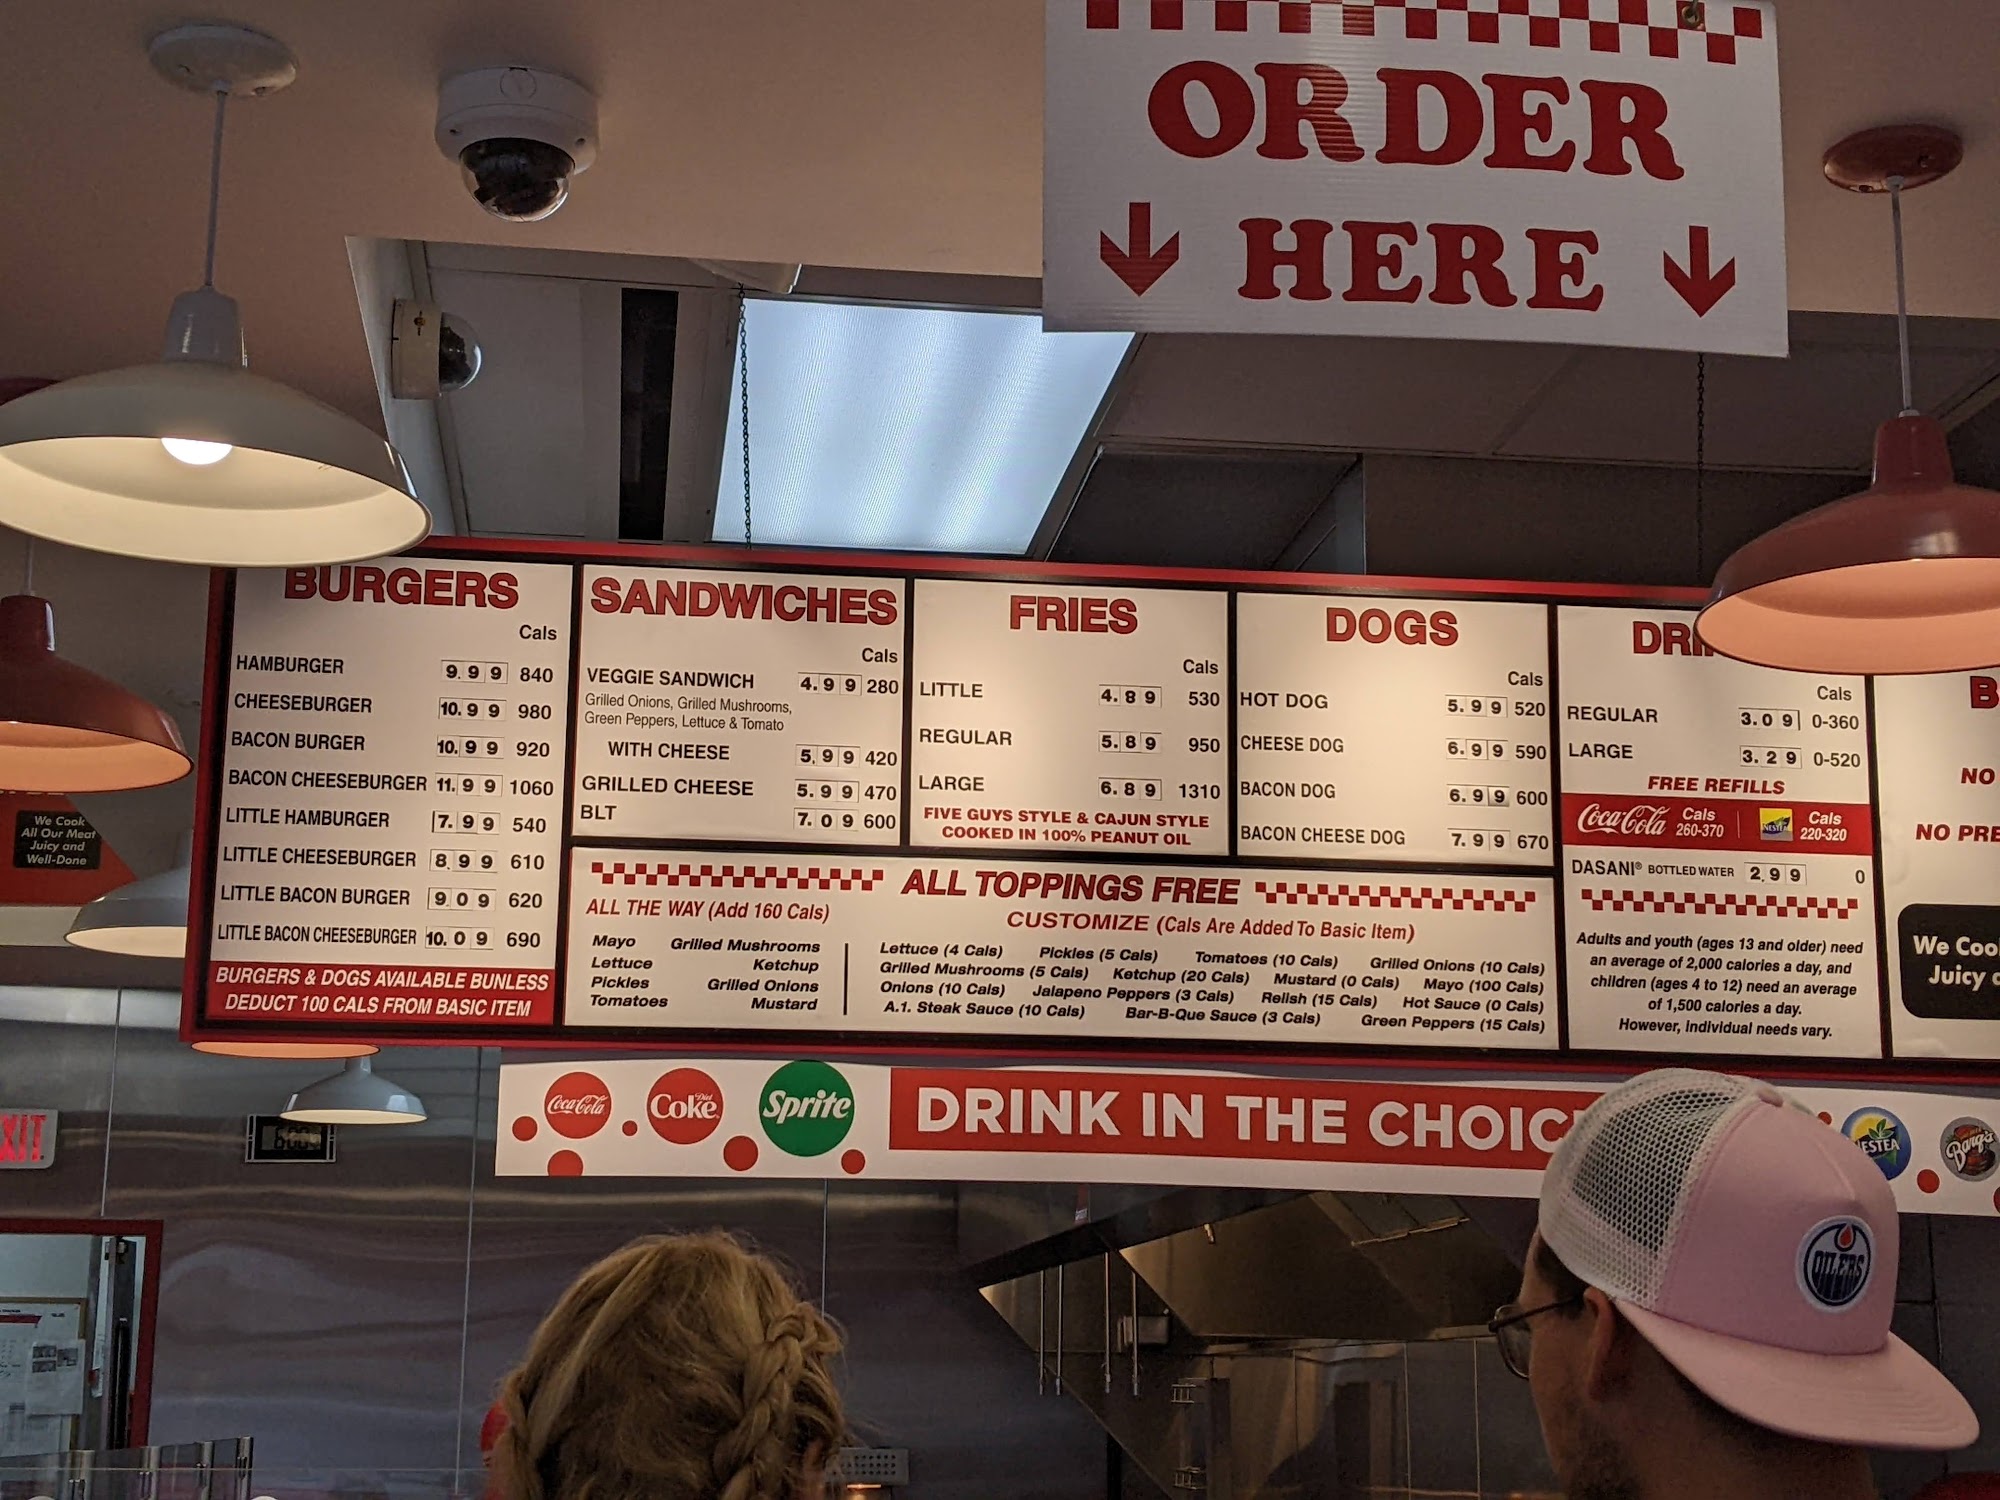 ORDER
HERE
BURGERS
Cals
HAMBURGER 9.99 840
CHEESEBURGER 10.99 980
BACON BURGER 10.99 920
BACON CHEESEBURGER 11.99 1060
LITTLE HAMBURGER 7.99 540
LITTLE CHEESEBURGER 8.99 610
LITTLE BACON BURGER 9.09 620
LITTLE BACON CHEESEBURGER 10.09 690
BURGERS & DOGS AVAILABLE BUNLESS
DEDUCT 100 CALS FROM BASIC ITEM
SANDWICHES
Cals
VEGGIE SANDWICH 4.99 280
Grilled Onions, Grilled Mushrooms,
Green Peppers, Lettuce & Tomato
WITH CHEESE 5.99 420
GRILLED CHEESE 5.99 470
BLT 7.09 600
FRIES
Cals
LITTLE 4.89 530
REGULAR 5.89 950
LARGE 6.89 1310
FIVE GUYS STYLE & CAJUN STYLE
COOKED IN 100% PEANUT OIL
DOGS
Cals
HOT DOG 5.99 520
CHEESE DOG 6.99 590
BACON DOG 6.99 600
BACON CHEESE DOG 7.99 670
ALL TOPPINGS FREE
ALL THE WAY (Add 160 Cals)
Mayo Grilled Mushrooms
Lettuce Ketchup
Pickles Grilled Onions
Tomatoes Mustard
CUSTOMIZE (Cals Are Added To Basic Item)
Lettuce (4 Cals) Pickles (5 Cals) Tomatoes (10 Cals) Grilled Onions (10 Cals)
Grilled Mushrooms (5 Cals) Ketchup (20 Cals) Mustard (0 Cals) Mayo (100 Cals)
Onions (10 Cals) Jalapeno Peppers (3 Cals) Relish (15 Cals) Hot Sauce (0 Cals)
A.1. Steak Sauce (10 Cals) Bar-B-Que Sauce (3 Cals) Green Peppers (15 Cals)
DRI
Cals
REGULAR 3.09 0-360
LARGE 3.29 0-520
FREE REFILLS
Coca-Cola Cals 260-370 NESTEA Cals 220-320
DASANI® BOTTLED WATER 2.99 0
Adults and youth (ages 13 and older) need
an average of 2,000 calories a day, and
children (ages 4 to 12) need an average
of 1,500 calories a day.
However, individual needs vary.
B
NO
NO PRE
We Coo
Juicy a
We Cook
All Our Meat
Juicy and
Well-Done
Coca-Cola Diet Coke Sprite DRINK IN THE CHOIC NESTEA Barq's
XIT
6:00
OILERS